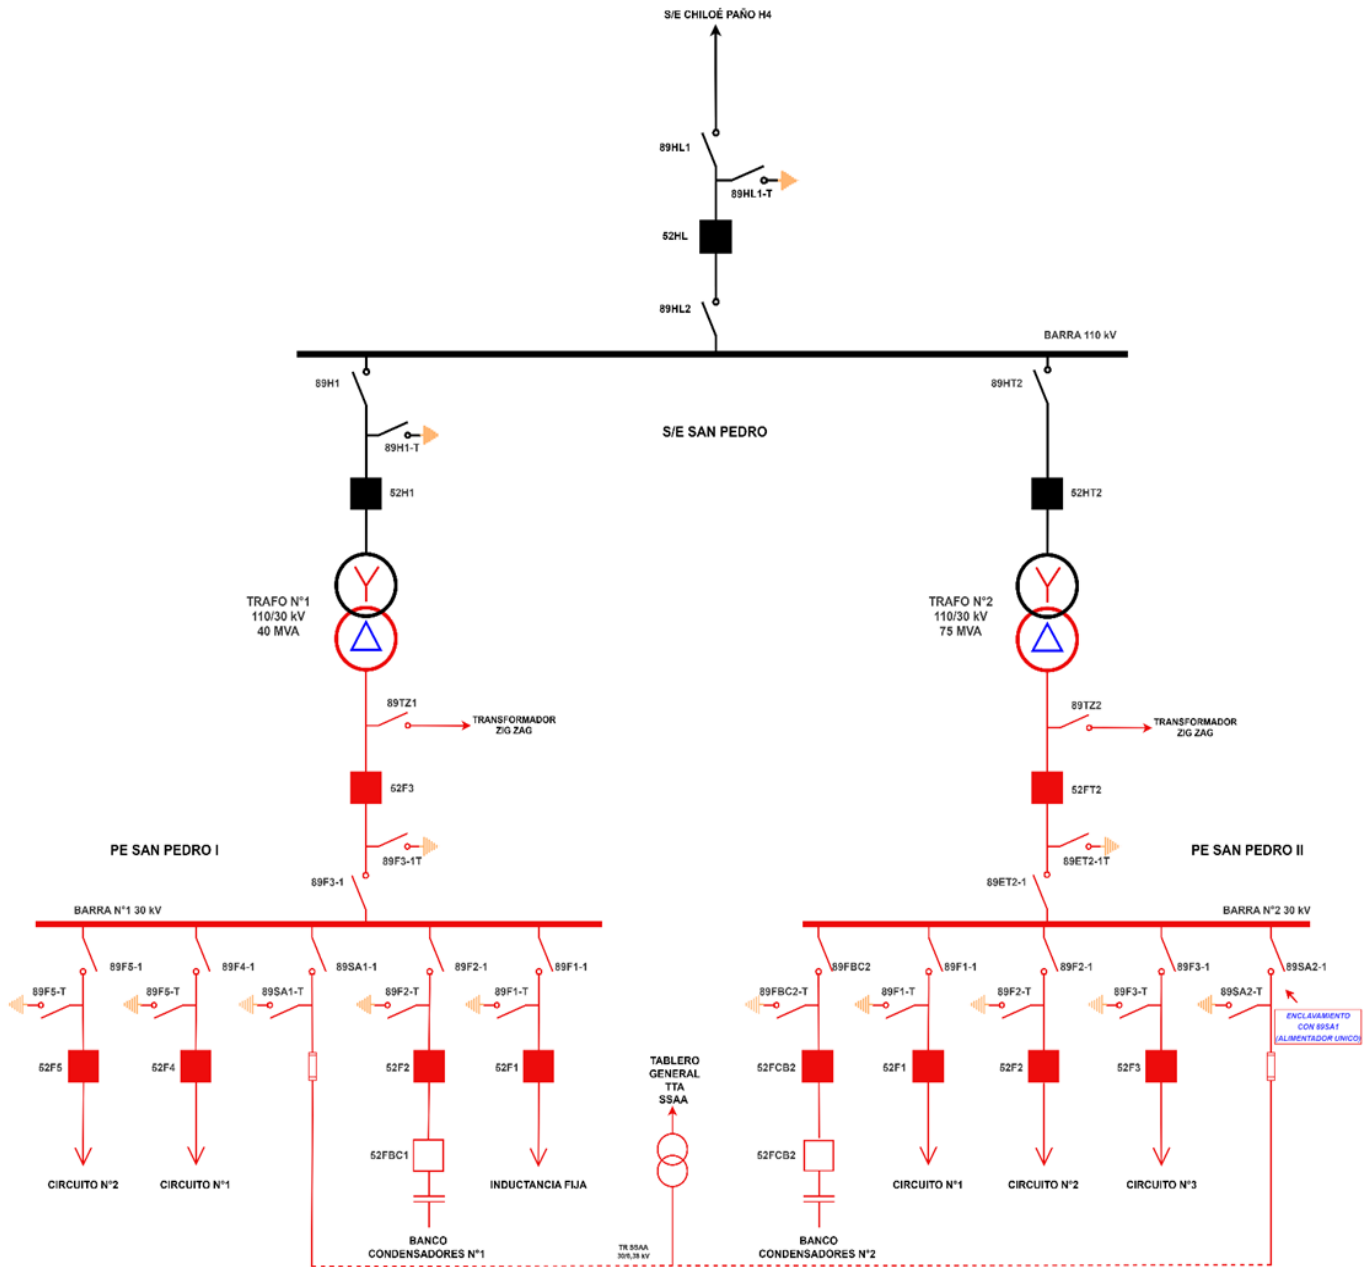 S/E CHILOÉ PAÑO H4
89HL1
89HL1-T
52HL
89HL2
BARRA 110 kV
89H1
89HT2
S/E SAN PEDRO
89H1-T
52H1
52HT2
TRAFO N°1
110/30 kV
40 MVA
TRAFO N°2
110/30 kV
75 MVA
89TZ1
TRANSFORMADOR
ZIG ZAG
89TZ2
TRANSFORMADOR
ZIG ZAG
52F3
52FT2
PE SAN PEDRO I
89F3-1T
89ET2-1T
PE SAN PEDRO II
89F3-1
89ET2-1
BARRA N°1 30 kV
BARRA N°2 30 kV
89F5-1
89F4-1
89SA1-1
89F2-1
89F1-1
89FBC2
89F1-1
89F2-1
89F3-1
89SA2-1
89F5-T
89F5-T
89SA1-T
89F2-T
89F1-T
89FBC2-T
89F1-T
89F2-T
89F3-T
89SA2-T
ENCLAVAMIENTO
CON 89SA1
(ALIMENTADOR UNICO)
52F5
52F4
52F2
52F1
TABLERO
GENERAL
TTA
SSAA
52FCB2
52F1
52F2
52F3
52FBC1
52FCB2
CIRCUITO N°2
CIRCUITO N°1
INDUCTANCIA FIJA
CIRCUITO N°1
CIRCUITO N°2
CIRCUITO N°3
BANCO
CONDENSADORES N°1
TR SSAA
30/0,38 kV
BANCO
CONDENSADORES N°2